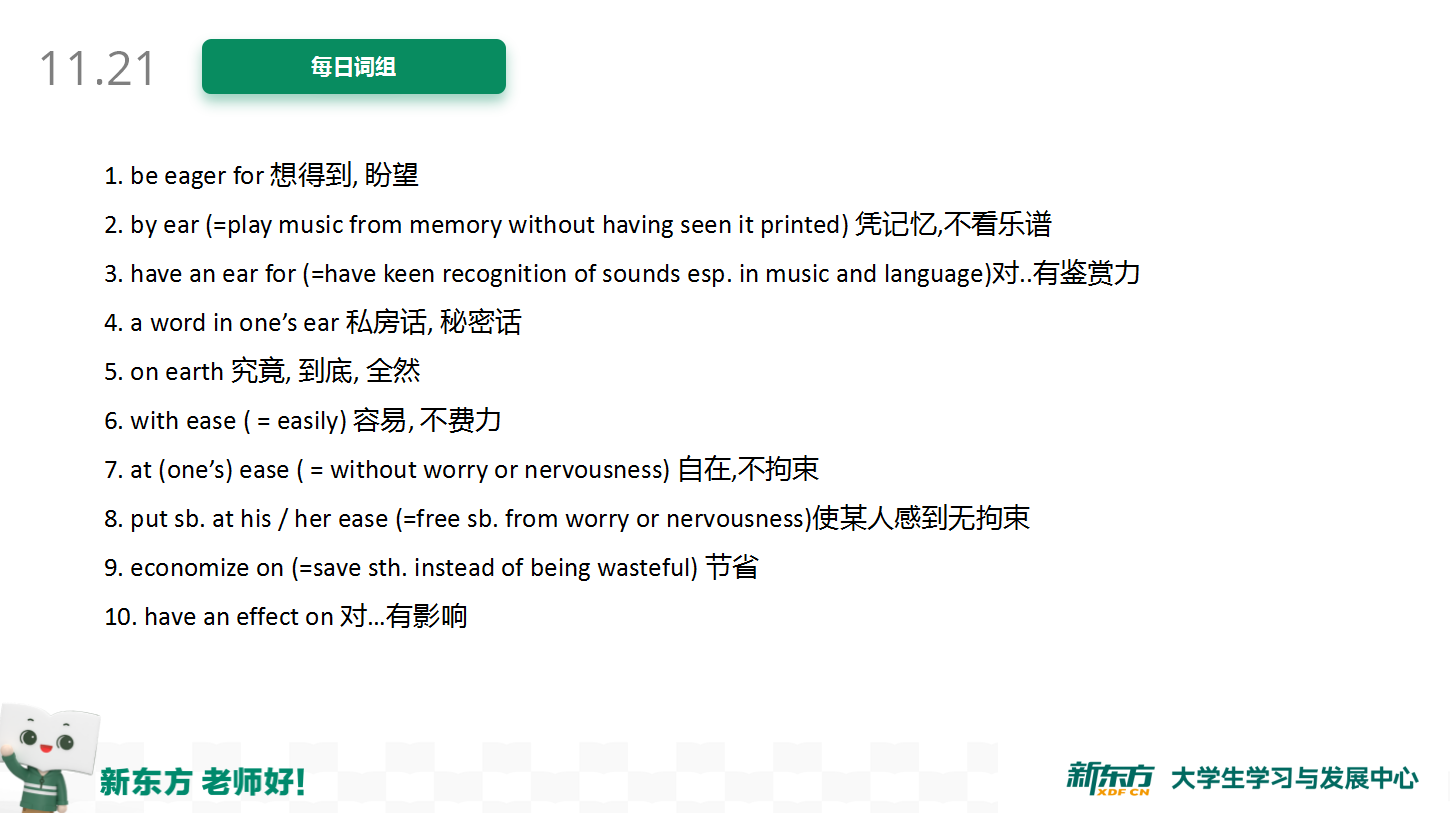 11.21
每日词组
1. be eager for 想得到, 盼望
2. by ear (=play music from memory without having seen it printed) 凭记忆,不看乐谱
3. have an ear for (=have keen recognition of sounds esp. in music and language)对..有鉴赏力
4. a word in one’s ear 私房话, 秘密话
5. on earth 究竟, 到底, 全然
6. with ease ( = easily) 容易, 不费力
7. at (one’s) ease ( = without worry or nervousness) 自在,不拘束
8. put sb. at his / her ease (=free sb. from worry or nervousness)使某人感到无拘束
9. economize on (=save sth. instead of being wasteful) 节省
10. have an effect on 对…有影响
新东方 老师好!
新东方 XDF CN 大学生学习与发展中心